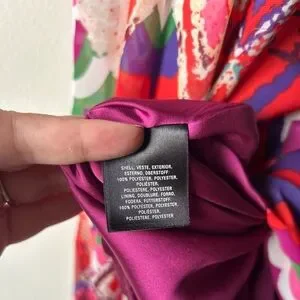 SHELL, VESTE, EXTERIOR,
ESTERNO, OBERSTOFF:
100% POLYESTER, POLYESTER,
POLIESTER,
POLIESTERE, POLYESTER
LINING, DOUBLURE, FORRO,
FODERA, FUTTERSTOFF:
100% POLYESTER, POLYESTER,
POLIESTER,
POLIESTERE, POLYESTER